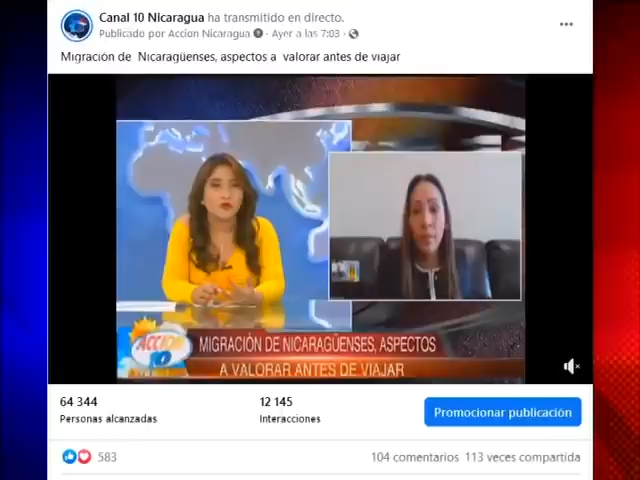 Canal 10 Nicaragua ha transmitido en directo.
Publicado por Accion Nicaragua · Ayer a las 7:03 ·
Migración de Nicaragüenses, aspectos a valorar antes de viajar
ACCIÓN
10
MIGRACIÓN DE NICARAGÜENSES, ASPECTOS
A VALORAR ANTES DE VIAJAR
64 344
12 145
Personas alcanzadas
Interacciones
Promocionar publicación
583
104 comentarios 113 veces compartida